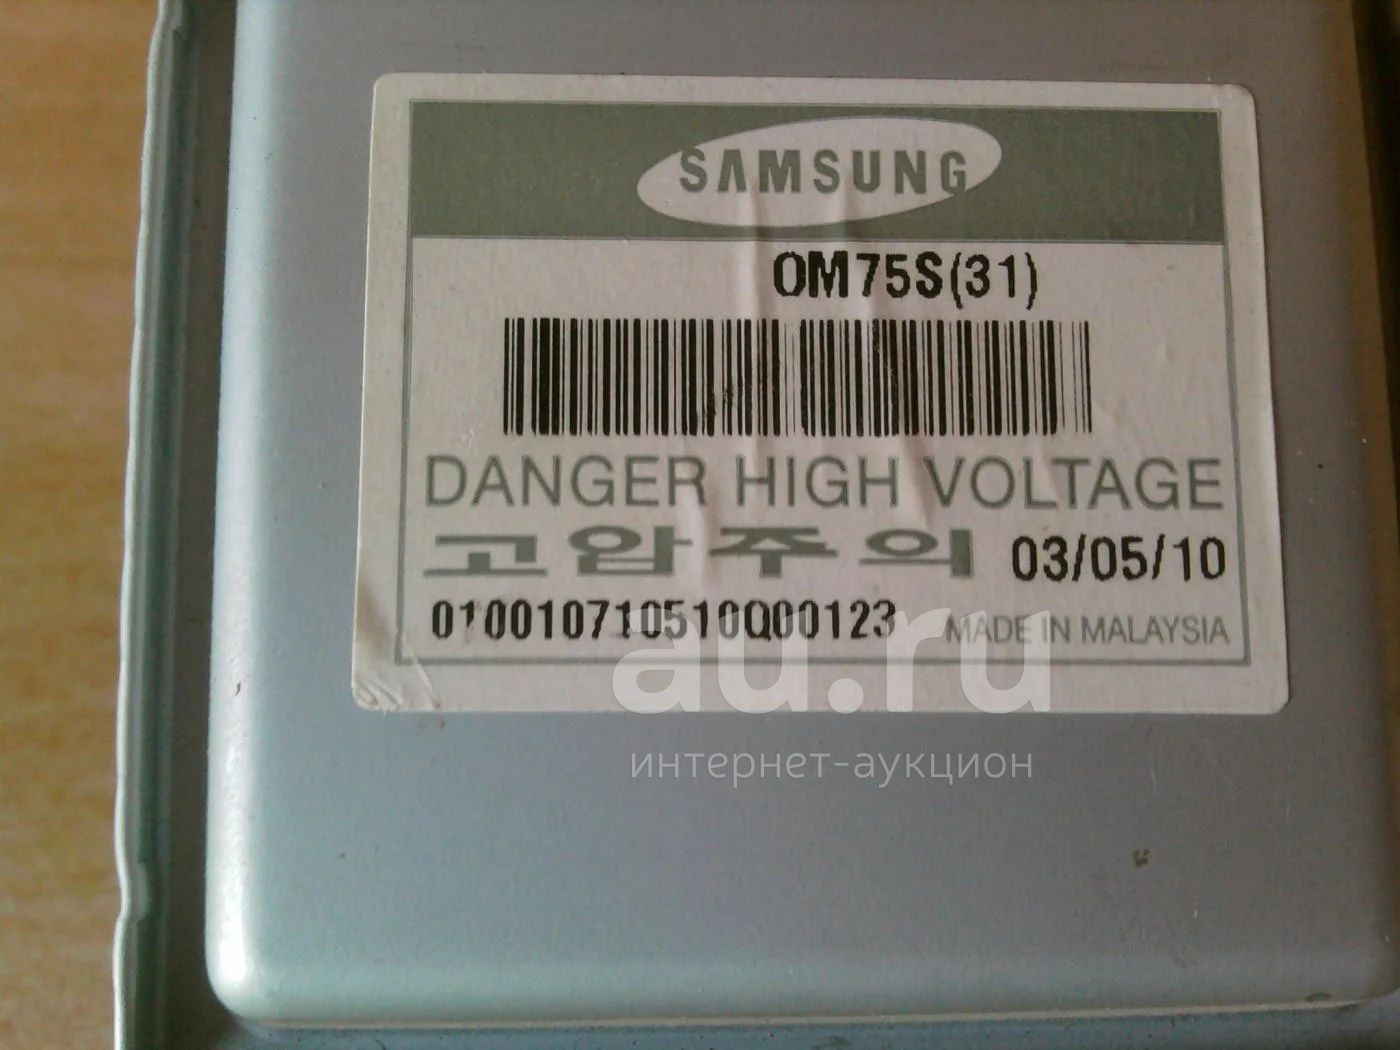 SAMSUNG
OM75S(31)
DANGER HIGH VOLTAGE
고압주의 03/05/10
010010710510Q00123 MADE IN MALAYSIA
au.ru
интернет-аукцион